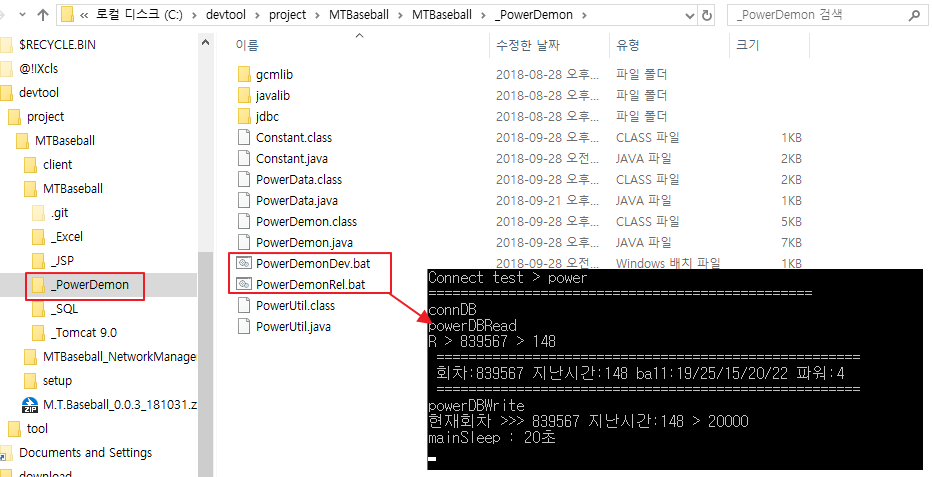 « 로컬 디스크 (C:) > devtool > project > MTBaseball > MTBaseball > _PowerDemon >
_PowerDemon 검색
$RECYCLE.BIN
@!IXcls
devtool
project
MTBaseball
client
MTBaseball
.git
_Excel
_JSP
_PowerDemon
_SQL
_Tomcat 9.0
MTBaseball_NetworkManager
setup
M.T.Baseball_0.0.3_181031.z
tool
Documents and Settings
download
이름 수정한 날짜 유형 크기
gcmlib 2018-08-28 오후... 파일 폴더
javalib 2018-08-28 오후... 파일 폴더
jdbc 2018-08-28 오후... 파일 폴더
Constant.class 2018-09-28 오후... CLASS 파일 1KB
Constant.java 2018-09-28 오전... JAVA 파일 2KB
PowerData.class 2018-09-28 오후... CLASS 파일 2KB
PowerData.java 2018-09-21 오후... JAVA 파일 1KB
PowerDemon.class 2018-09-28 오후... CLASS 파일 5KB
PowerDemon.java 2018-09-28 오후... JAVA 파일 7KB
PowerDemonDev.bat 2018-09-28 오후... Windows 배치 파일 1KB
PowerDemonRel.bat
PowerUtil.class
PowerUtil.java
Connect test > power
================================================
connDB
powerDBRead
R > 839567 > 148
=====================================================
회차:839567 지난시간:148 ball:19/25/15/20/22 파워:4
=====================================================
powerDBWrite
현재회차 >>> 839567 지난시간:148 > 20000
mainSleep : 20초